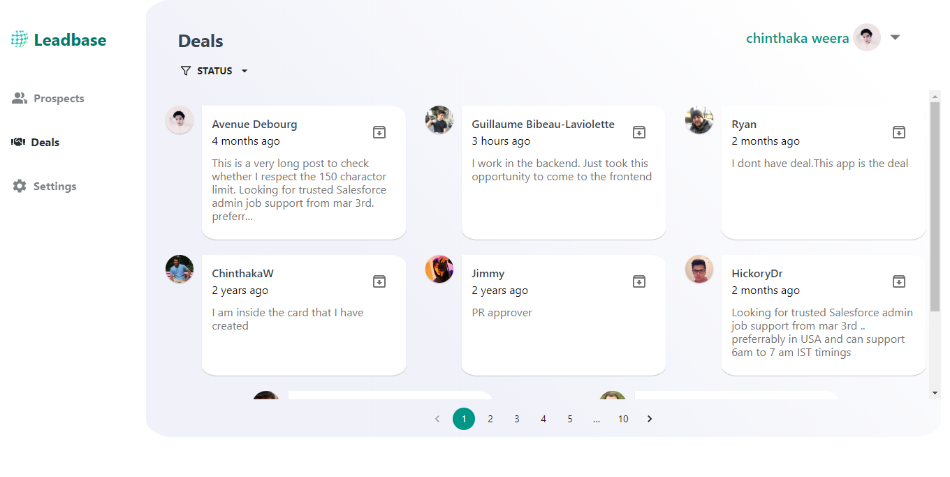 Leadbase
Prospects
Deals
Settings
Deals
chinthaka weera
STATUS
Avenue Debourg
4 months ago
This is a very long post to check
whether I respect the 150 charactor
limit. Looking for trusted Salesforce
admin job support from mar 3rd.
preferr...
Guillaume Bibeau-Laviolette
3 hours ago
I work in the backend. Just took this
opportunity to come to the frontend
Ryan
2 months ago
I dont have deal.This app is the deal
ChinthakaW
2 years ago
I am inside the card that I have
created
Jimmy
2 years ago
PR approver
HickoryDr
2 months ago
Looking for trusted Salesforce admin
job support from mar 3rd ..
preferrably in USA and can support
6am to 7 am IST timings
1 2 3 4 5 ... 10